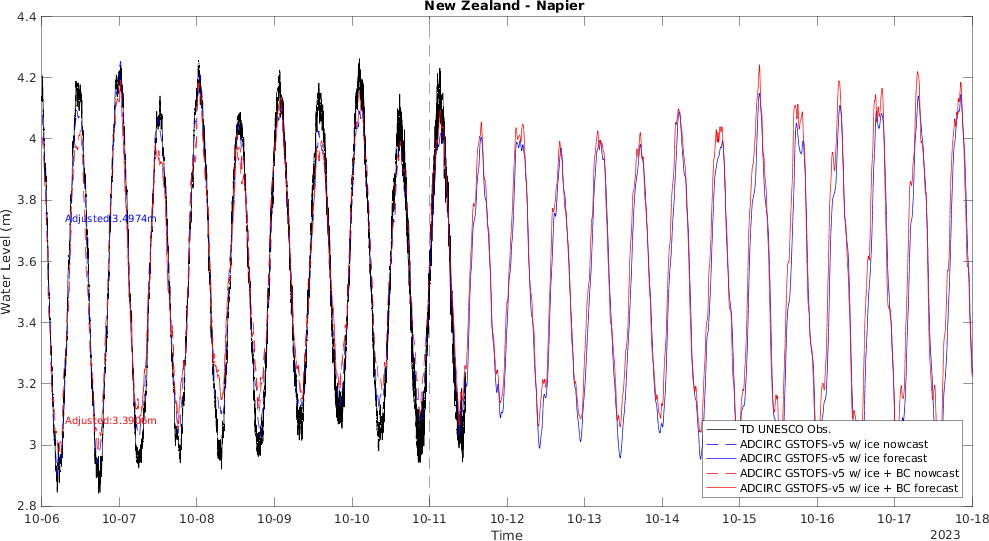 New Zealand - Napier
Water Level (m)
4.4
4.2
4
3.8
3.6
3.4
3.2
3
2.8
Adjusted:3.4974m
TD UNESCO Obs.
ADCIRC GSTOFS-v5 w/ ice nowcast
ADCIRC GSTOFS-v5 w/ ice forecast
ADCIRC GSTOFS-v5 w/ ice + BC nowcast
ADCIRC GSTOFS-v5 w/ ice + BC forecast
10-06 10-07 10-08 10-09 10-10 10-11 10-12 10-13 10-14 10-15 10-16 10-17 10-18
Time
2023